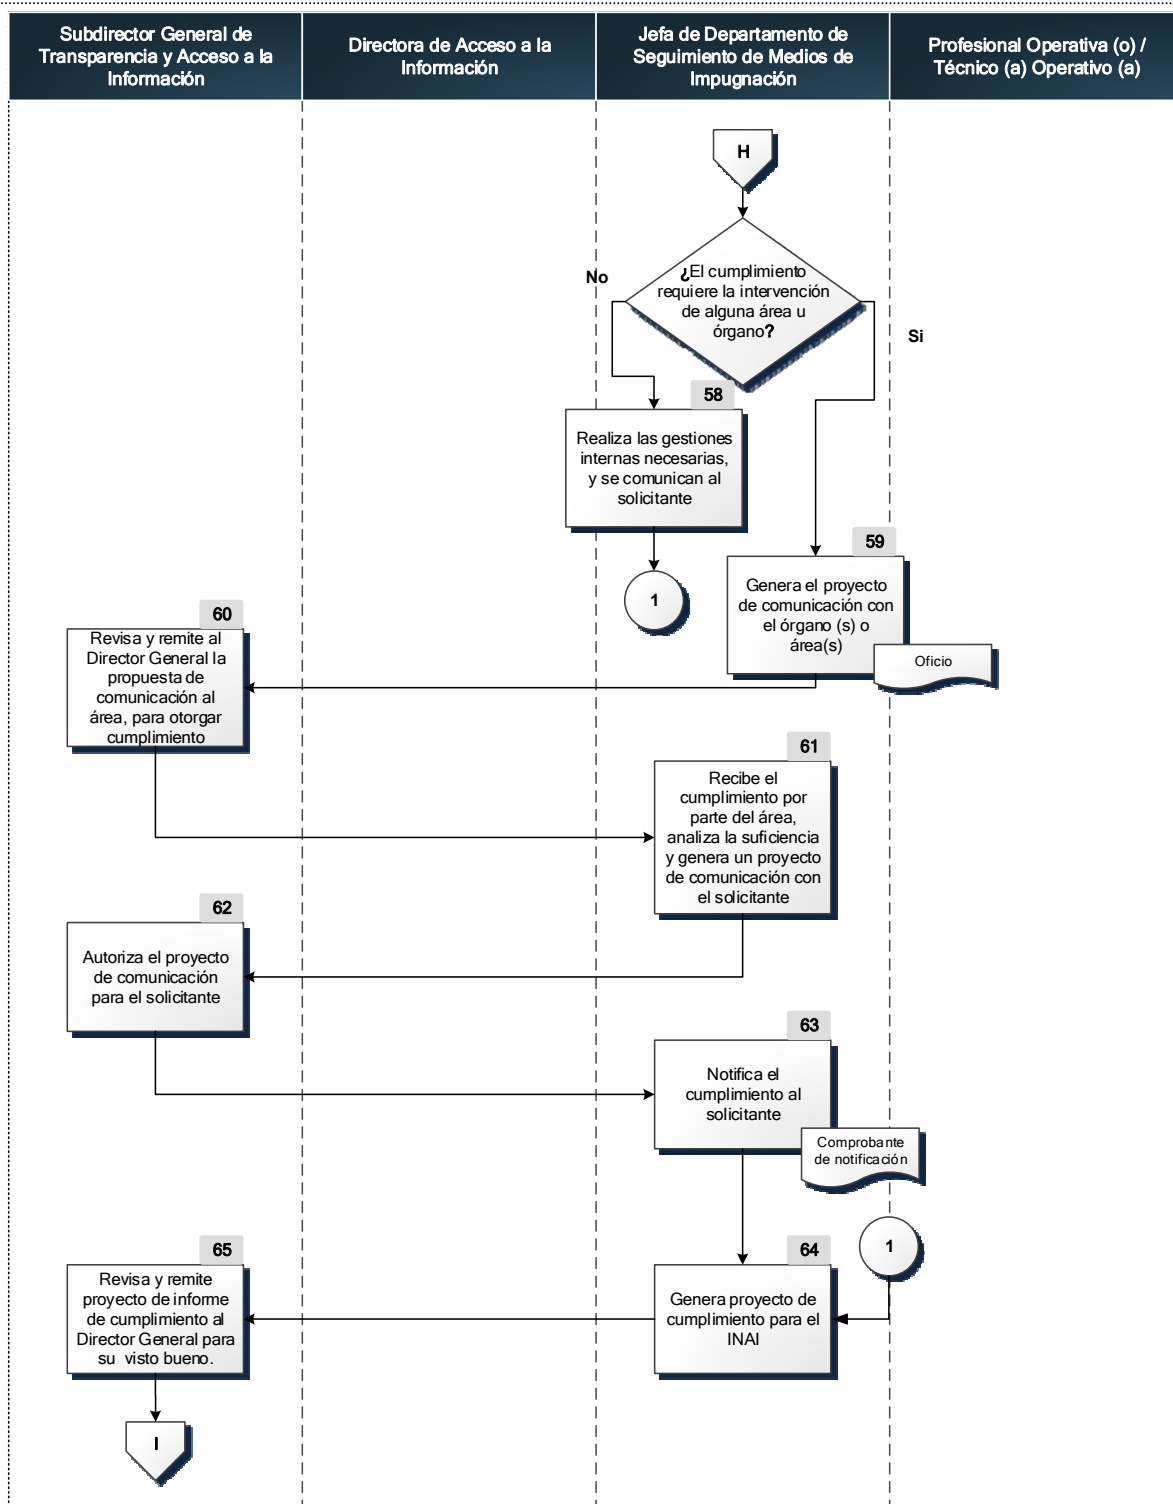 Subdirector General de
Transparencia y Acceso a la
Información
Directora de Acceso a la
Información
Jefa de Departamento de
Seguimiento de Medios de
Impugnación
Profesional Operativa (o) /
Técnico (a) Operativo (a)
H
¿El cumplimiento
requiere la intervención
de alguna área u
órgano?
No
Si
58
Realiza las gestiones
internas necesarias,
y se comunican al
solicitante
1
59
Genera el proyecto
de comunicación con
el órgano (s) o
área(s)
Oficio
60
Revisa y remite al
Director General la
propuesta de
comunicación al
área, para otorgar
cumplimiento
61
Recibe el
cumplimiento por
parte del área,
analiza la suficiencia
y genera un proyecto
de comunicación con
el solicitante
62
Autoriza el proyecto
de comunicación
para el solicitante
63
Notifica el
cumplimiento al
solicitante
Comprobante
de notificación
1
64
Genera proyecto de
cumplimiento para el
INAI
65
Revisa y remite
proyecto de informe
de cumplimiento al
Director General para
su visto bueno.
I